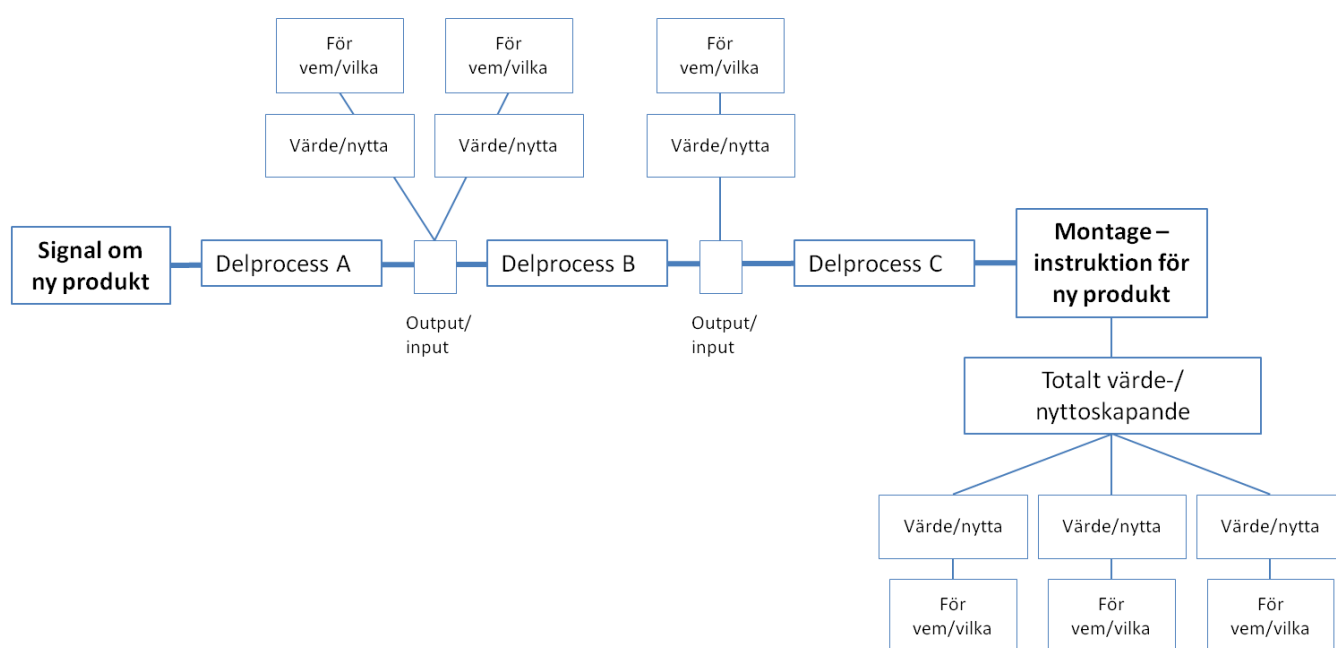 För
vem/vilka
För
vem/vilka
För
vem/vilka
Värde/nytta
Värde/nytta
Värde/nytta
Signal om
ny produkt
Delprocess A
Delprocess B
Delprocess C
Montage –
instruktion för
ny produkt
Output/
input
Output/
input
Totalt värde-/
nyttoskapande
Värde/nytta
Värde/nytta
Värde/nytta
För
vem/vilka
För
vem/vilka
För
vem/vilka